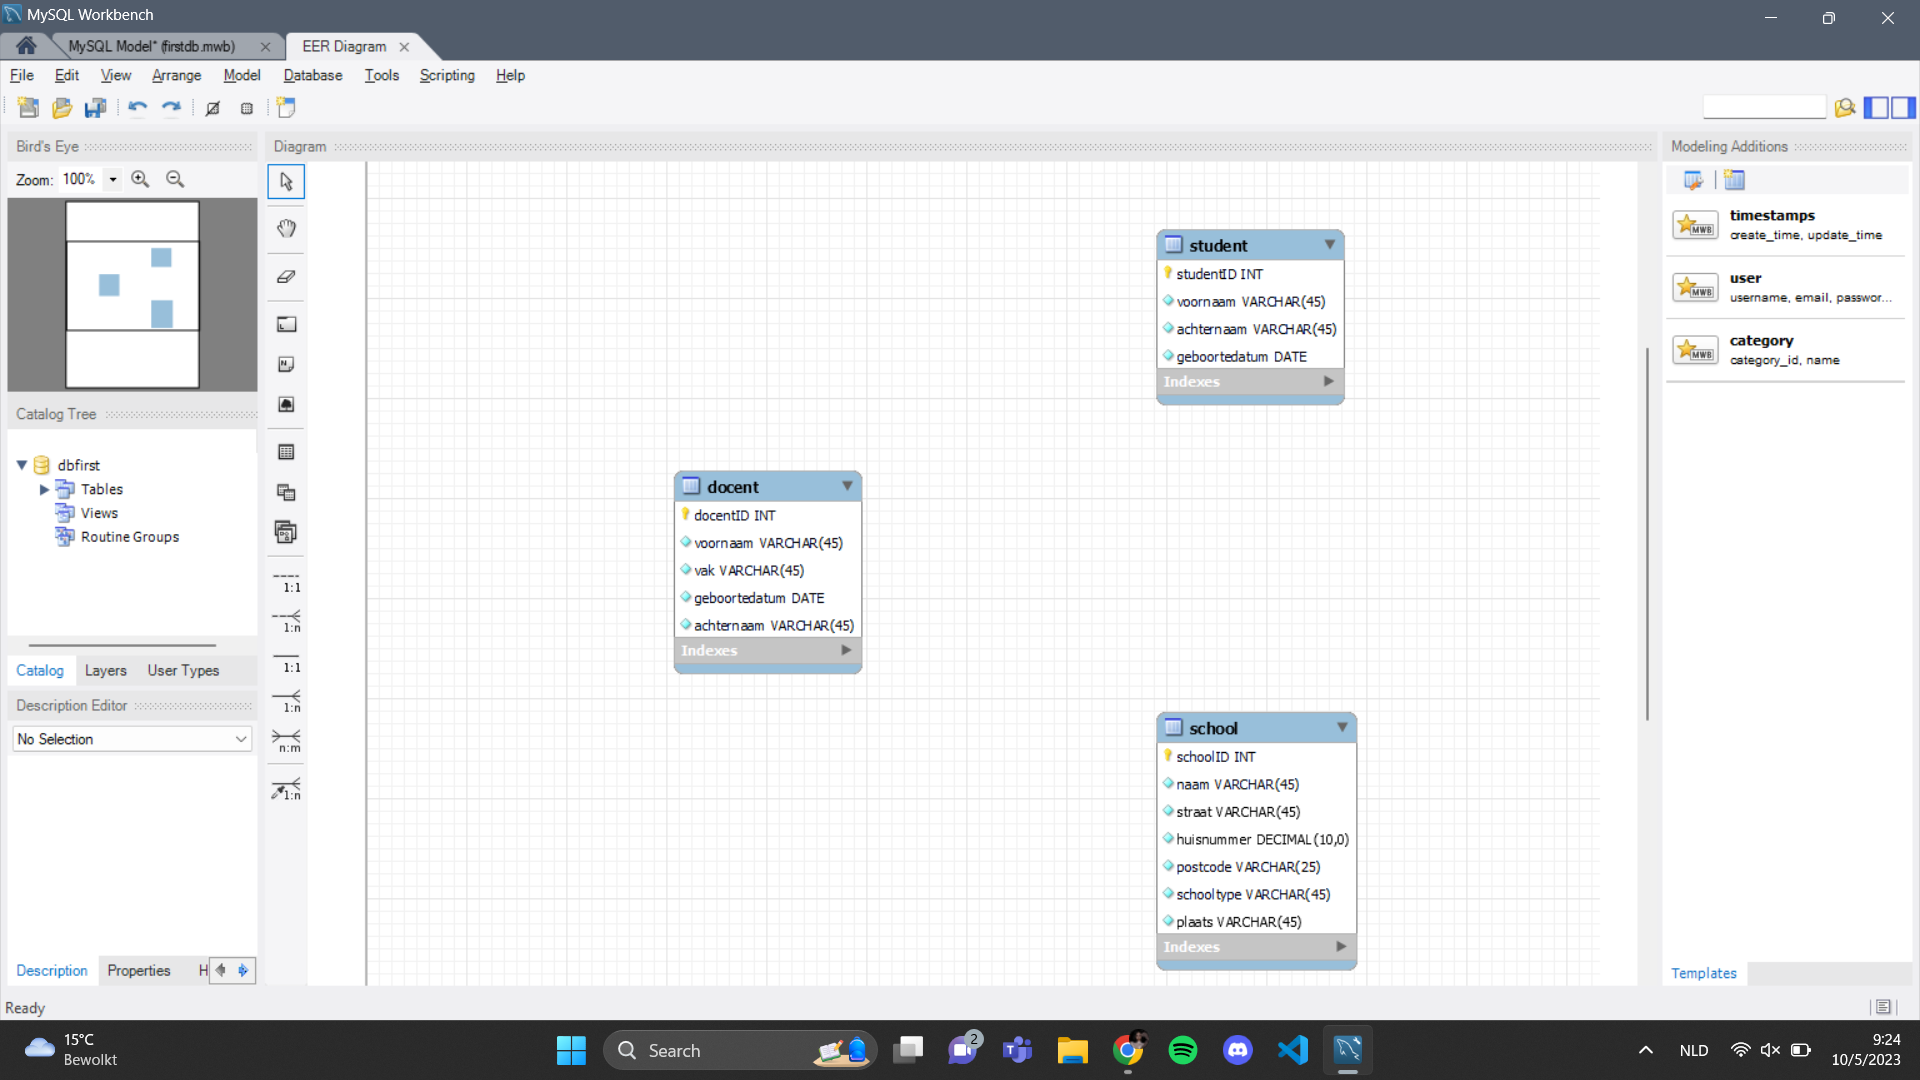 MySQL Workbench
MySQL Model* (firstdb.mwb)
EER Diagram
File Edit View Arrange Model Database Tools Scripting Help
Bird's Eye
Zoom: 100%
Catalog Tree
dbfirst
Tables
Views
Routine Groups
Catalog Layers User Types
Description Editor
No Selection
Description Properties H
Ready
Diagram
1:1
1:n
1:1
1:n
n:m
1:n
student
studentID INT
voornaam VARCHAR(45)
achternaam VARCHAR(45)
geboortedatum DATE
Indexes
docent
docentID INT
voornaam VARCHAR(45)
vak VARCHAR(45)
geboortedatum DATE
achternaam VARCHAR(45)
Indexes
school
schoolID INT
naam VARCHAR(45)
straat VARCHAR(45)
huisnummer DECIMAL(10,0)
postcode VARCHAR(25)
schooltype VARCHAR(45)
plaats VARCHAR(45)
Indexes
Modeling Additions
MWB
timestamps
create_time, update_time
MWB
user
username, email, passwor...
MWB
category
category_id, name
Templates
15°C
Bewolkt
Search
2
NLD
9:24
10/5/2023